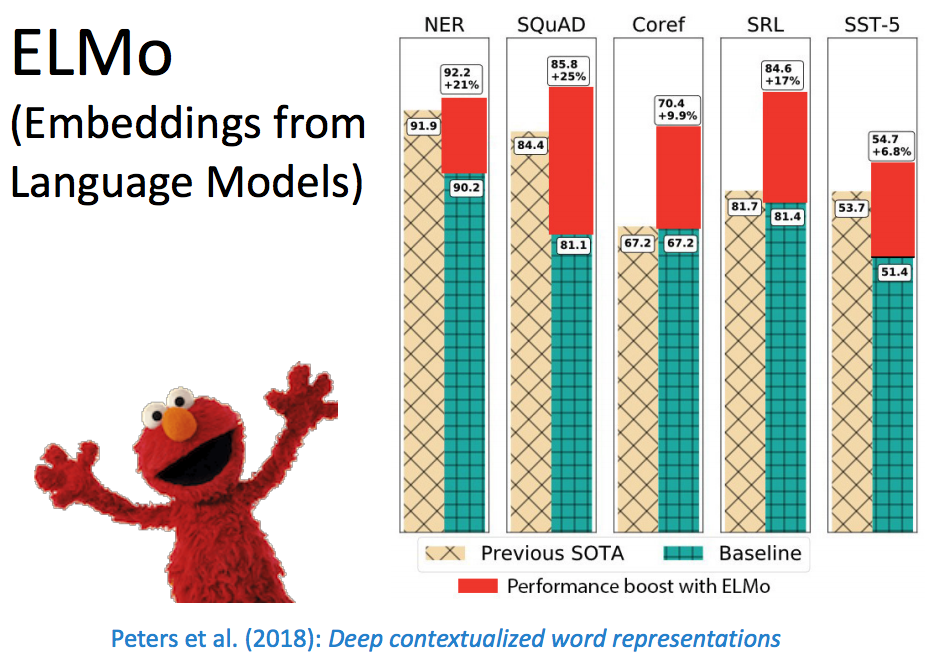 ELMo
(Embeddings from
Language Models)
NER
SQuAD
Coref
SRL
SST-5
92.2
+21%
91.9
90.2
85.8
+25%
84.4
81.1
70.4
+9.9%
67.2
67.2
84.6
+17%
81.7
81.4
54.7
+6.8%
53.7
51.4
Previous SOTA
Baseline
Performance boost with ELMo
Peters et al. (2018): Deep contextualized word representations